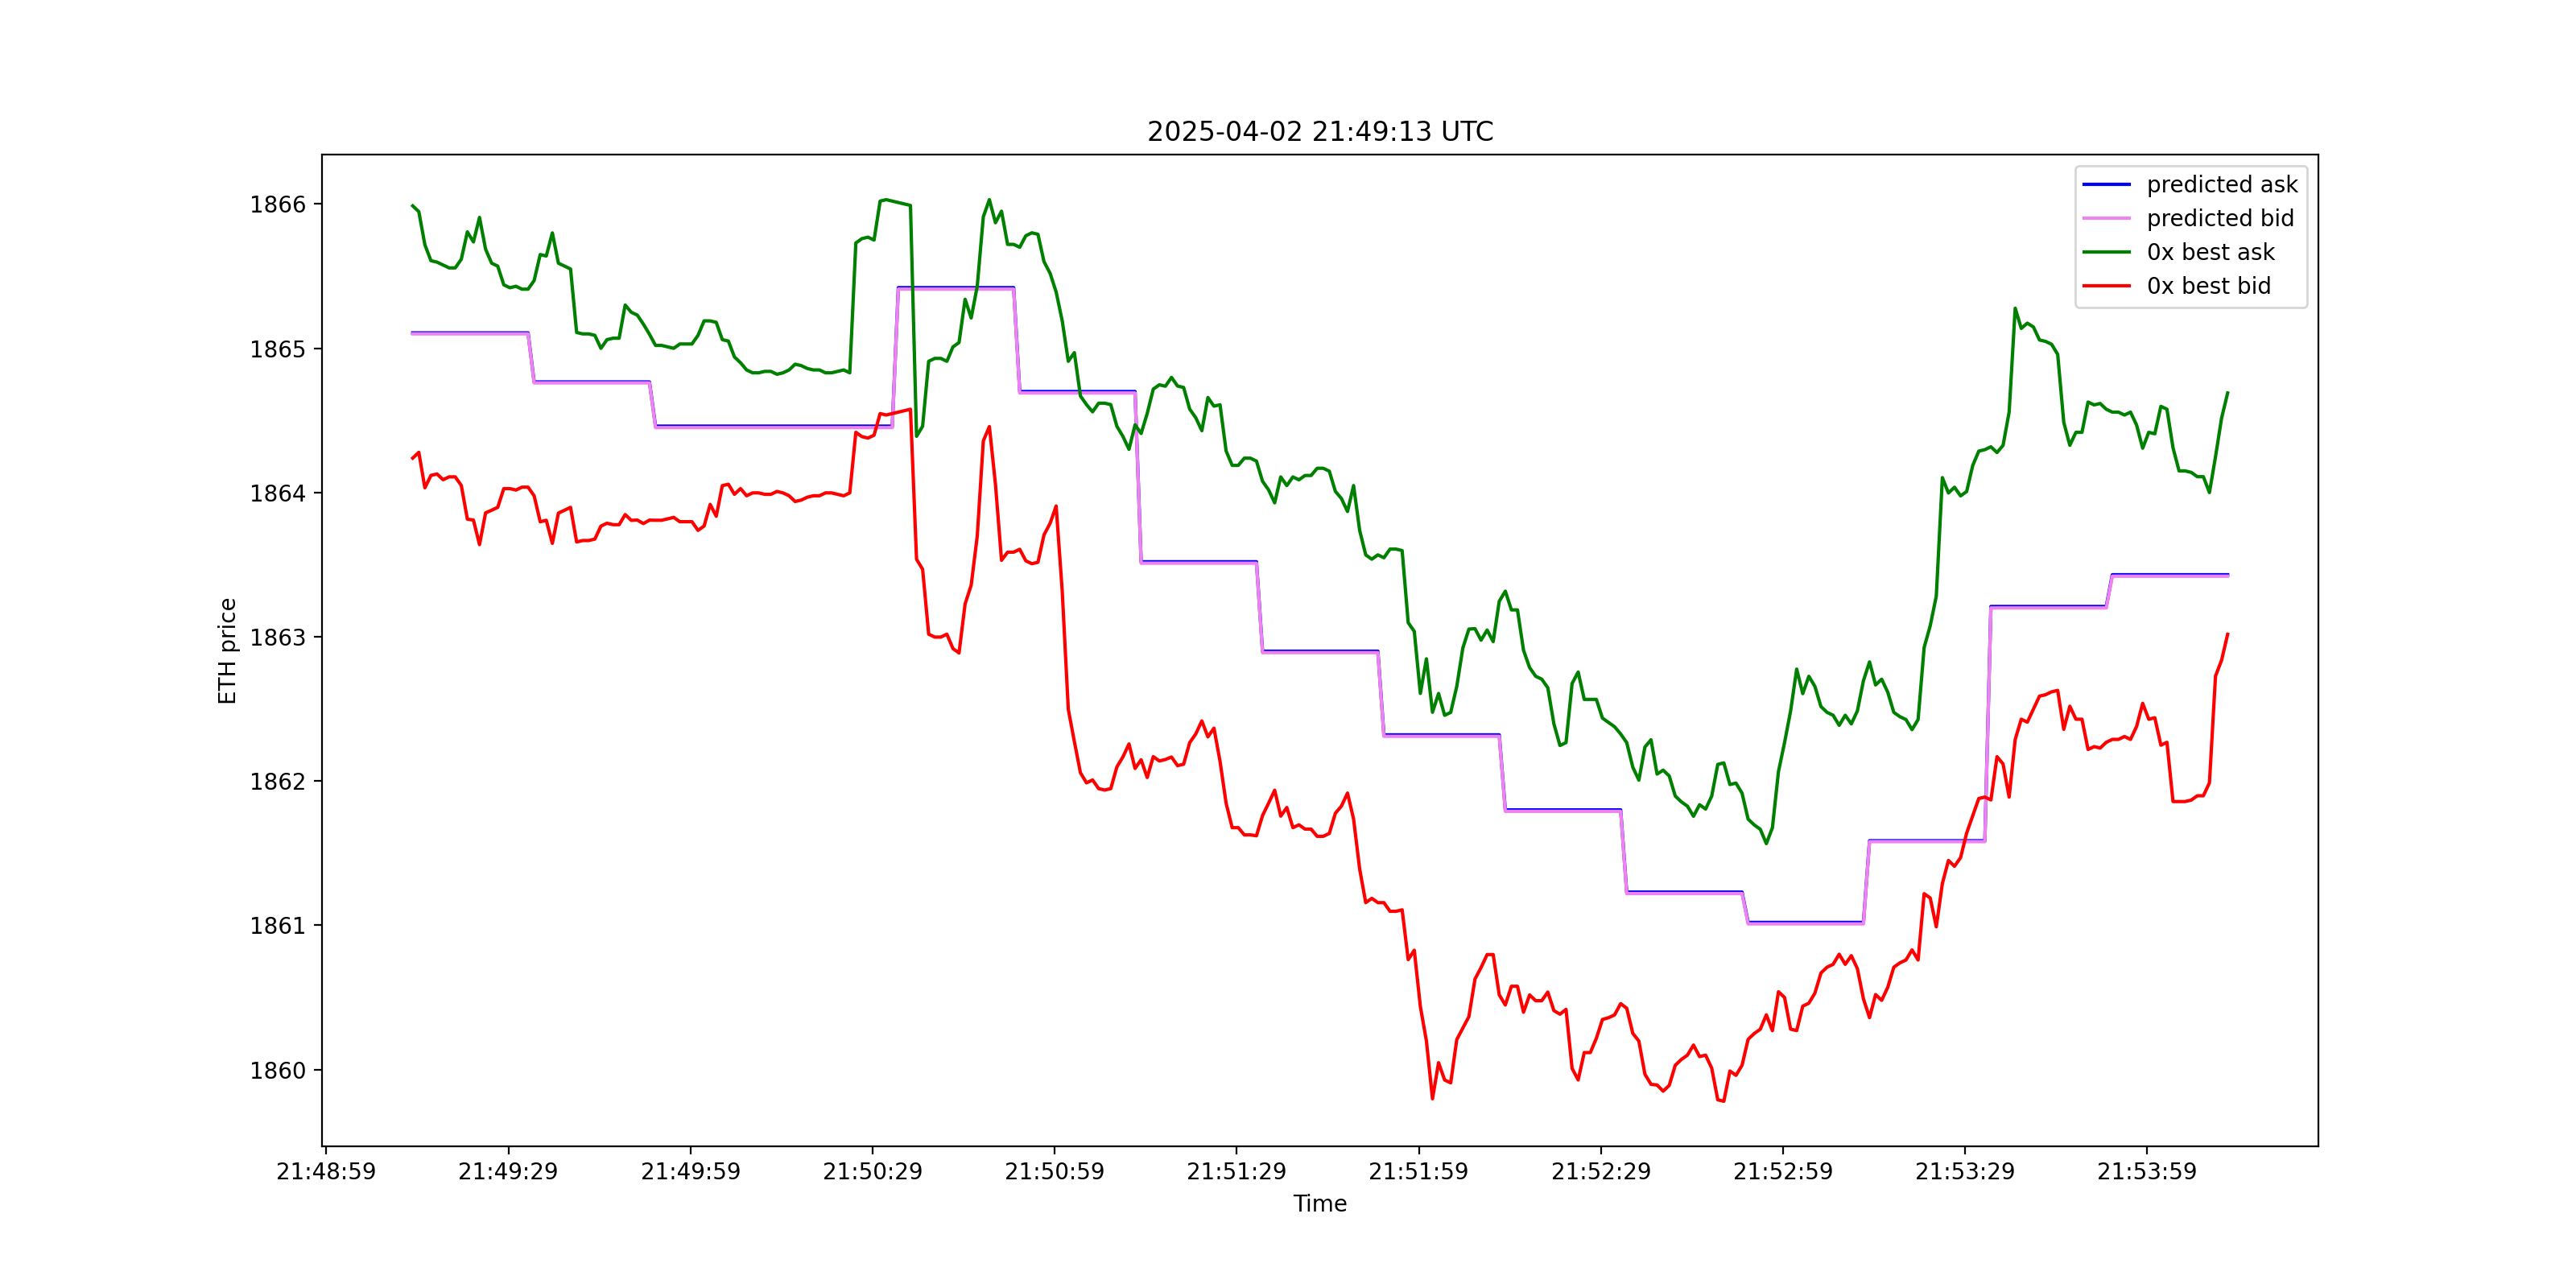 2025-04-02 21:49:13 UTC
predicted ask
predicted bid
0x best ask
0x best bid
ETH price
1866
1865
1864
1863
1862
1861
1860
21:48:59 21:49:29 21:49:59 21:50:29 21:50:59 21:51:29 21:51:59 21:52:29 21:52:59 21:53:29 21:53:59
Time